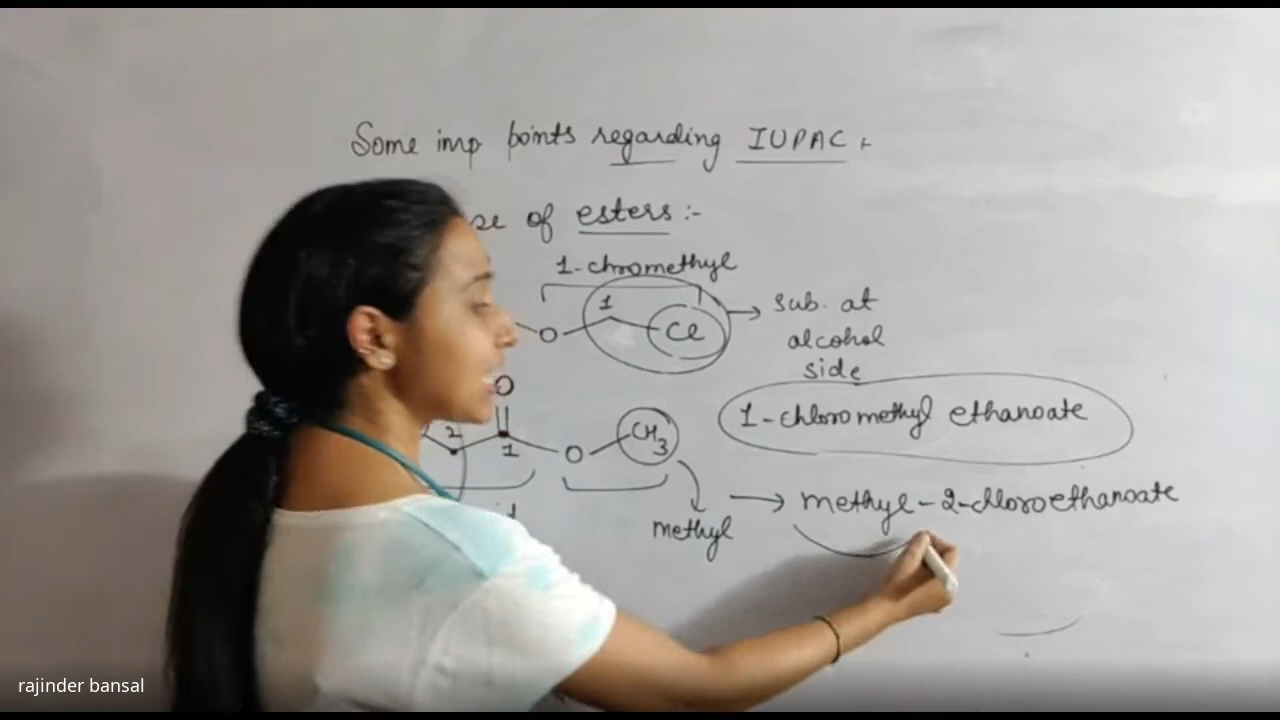 Some imp points regarding IUPAC :
se of esters :-
1-chromethyl
1
O
Cl
→ sub. at
alcohol
side
1-chloromethyl ethanoate
O
2
1
O
CH3
methyl
→ methyl-2-chloroethanoate
rajinder bansal